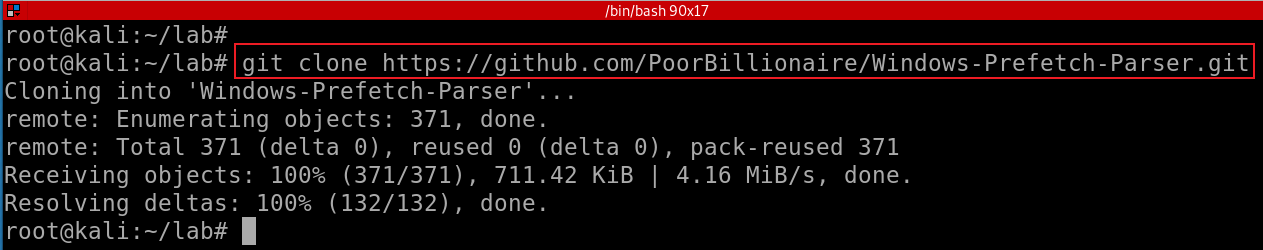 /bin/bash 90x17
root@kali:~/lab#
root@kali:~/lab# git clone https://github.com/PoorBillionaire/Windows-Prefetch-Parser.git
Cloning into 'Windows-Prefetch-Parser'...
remote: Enumerating objects: 371, done.
remote: Total 371 (delta 0), reused 0 (delta 0), pack-reused 371
Receiving objects: 100% (371/371), 711.42 KiB | 4.16 MiB/s, done.
Resolving deltas: 100% (132/132), done.
root@kali:~/lab#